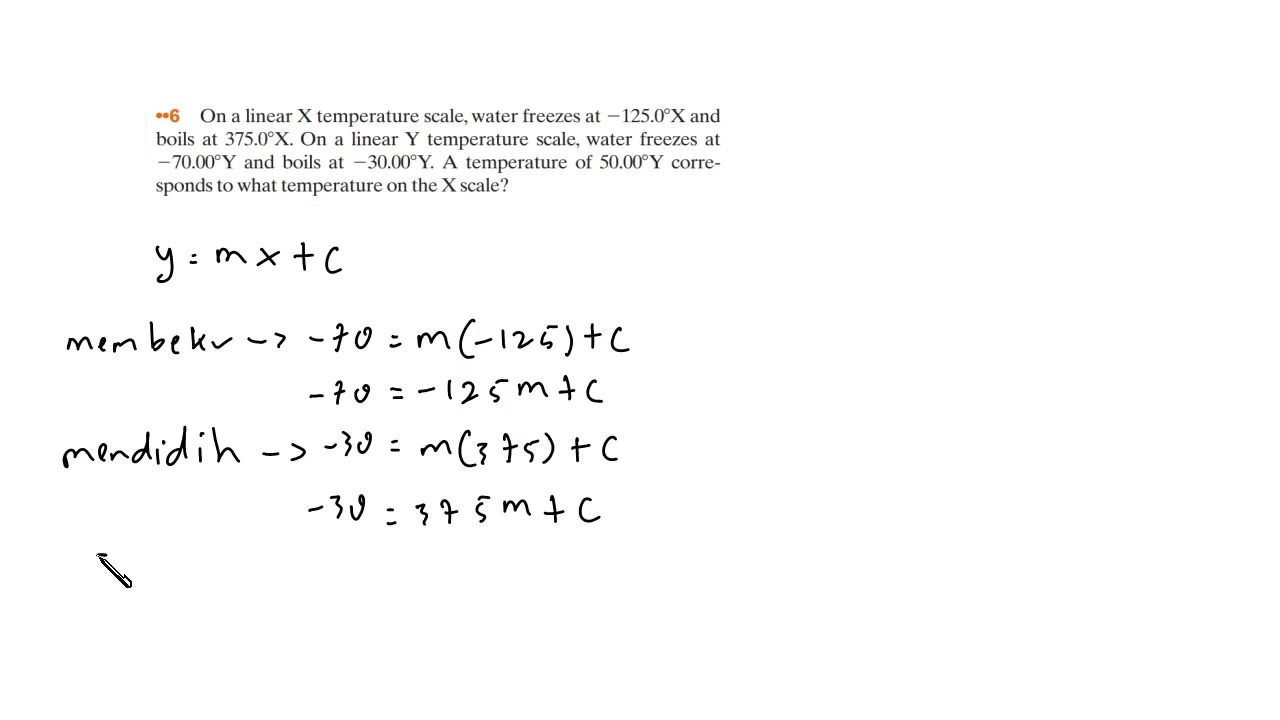 ••6 On a linear X temperature scale, water freezes at −125.0°X and
boils at 375.0°X. On a linear Y temperature scale, water freezes at
−70.00°Y and boils at −30.00°Y. A temperature of 50.00°Y corre-
sponds to what temperature on the X scale?
y = mx + c
membeku -> -70 = m(-125) + c
-70 = -125m + c
mendidih -> -30 = m(375) + c
-30 = 375m + c